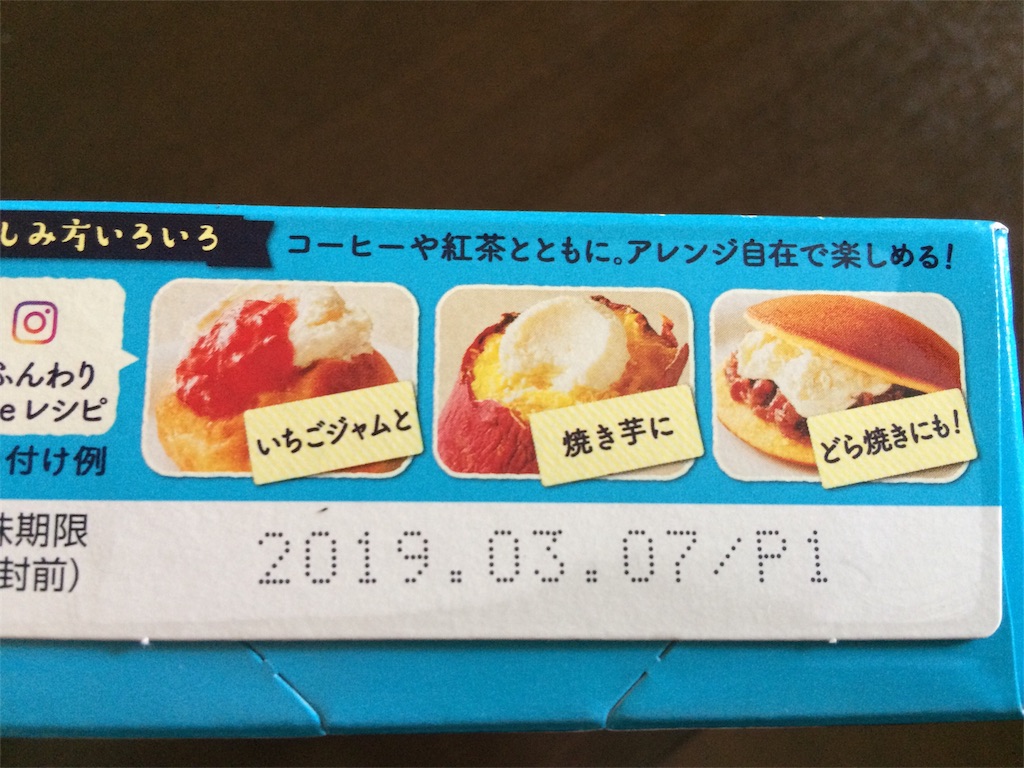 しみ方いろいろ
コーヒーや紅茶とともに。アレンジ自在で楽しめる!
ふんわり
eレシピ
付け例
いちごジャムと
焼き芋に
どら焼きにも!
味期限
封前)
2019.03.07/P1